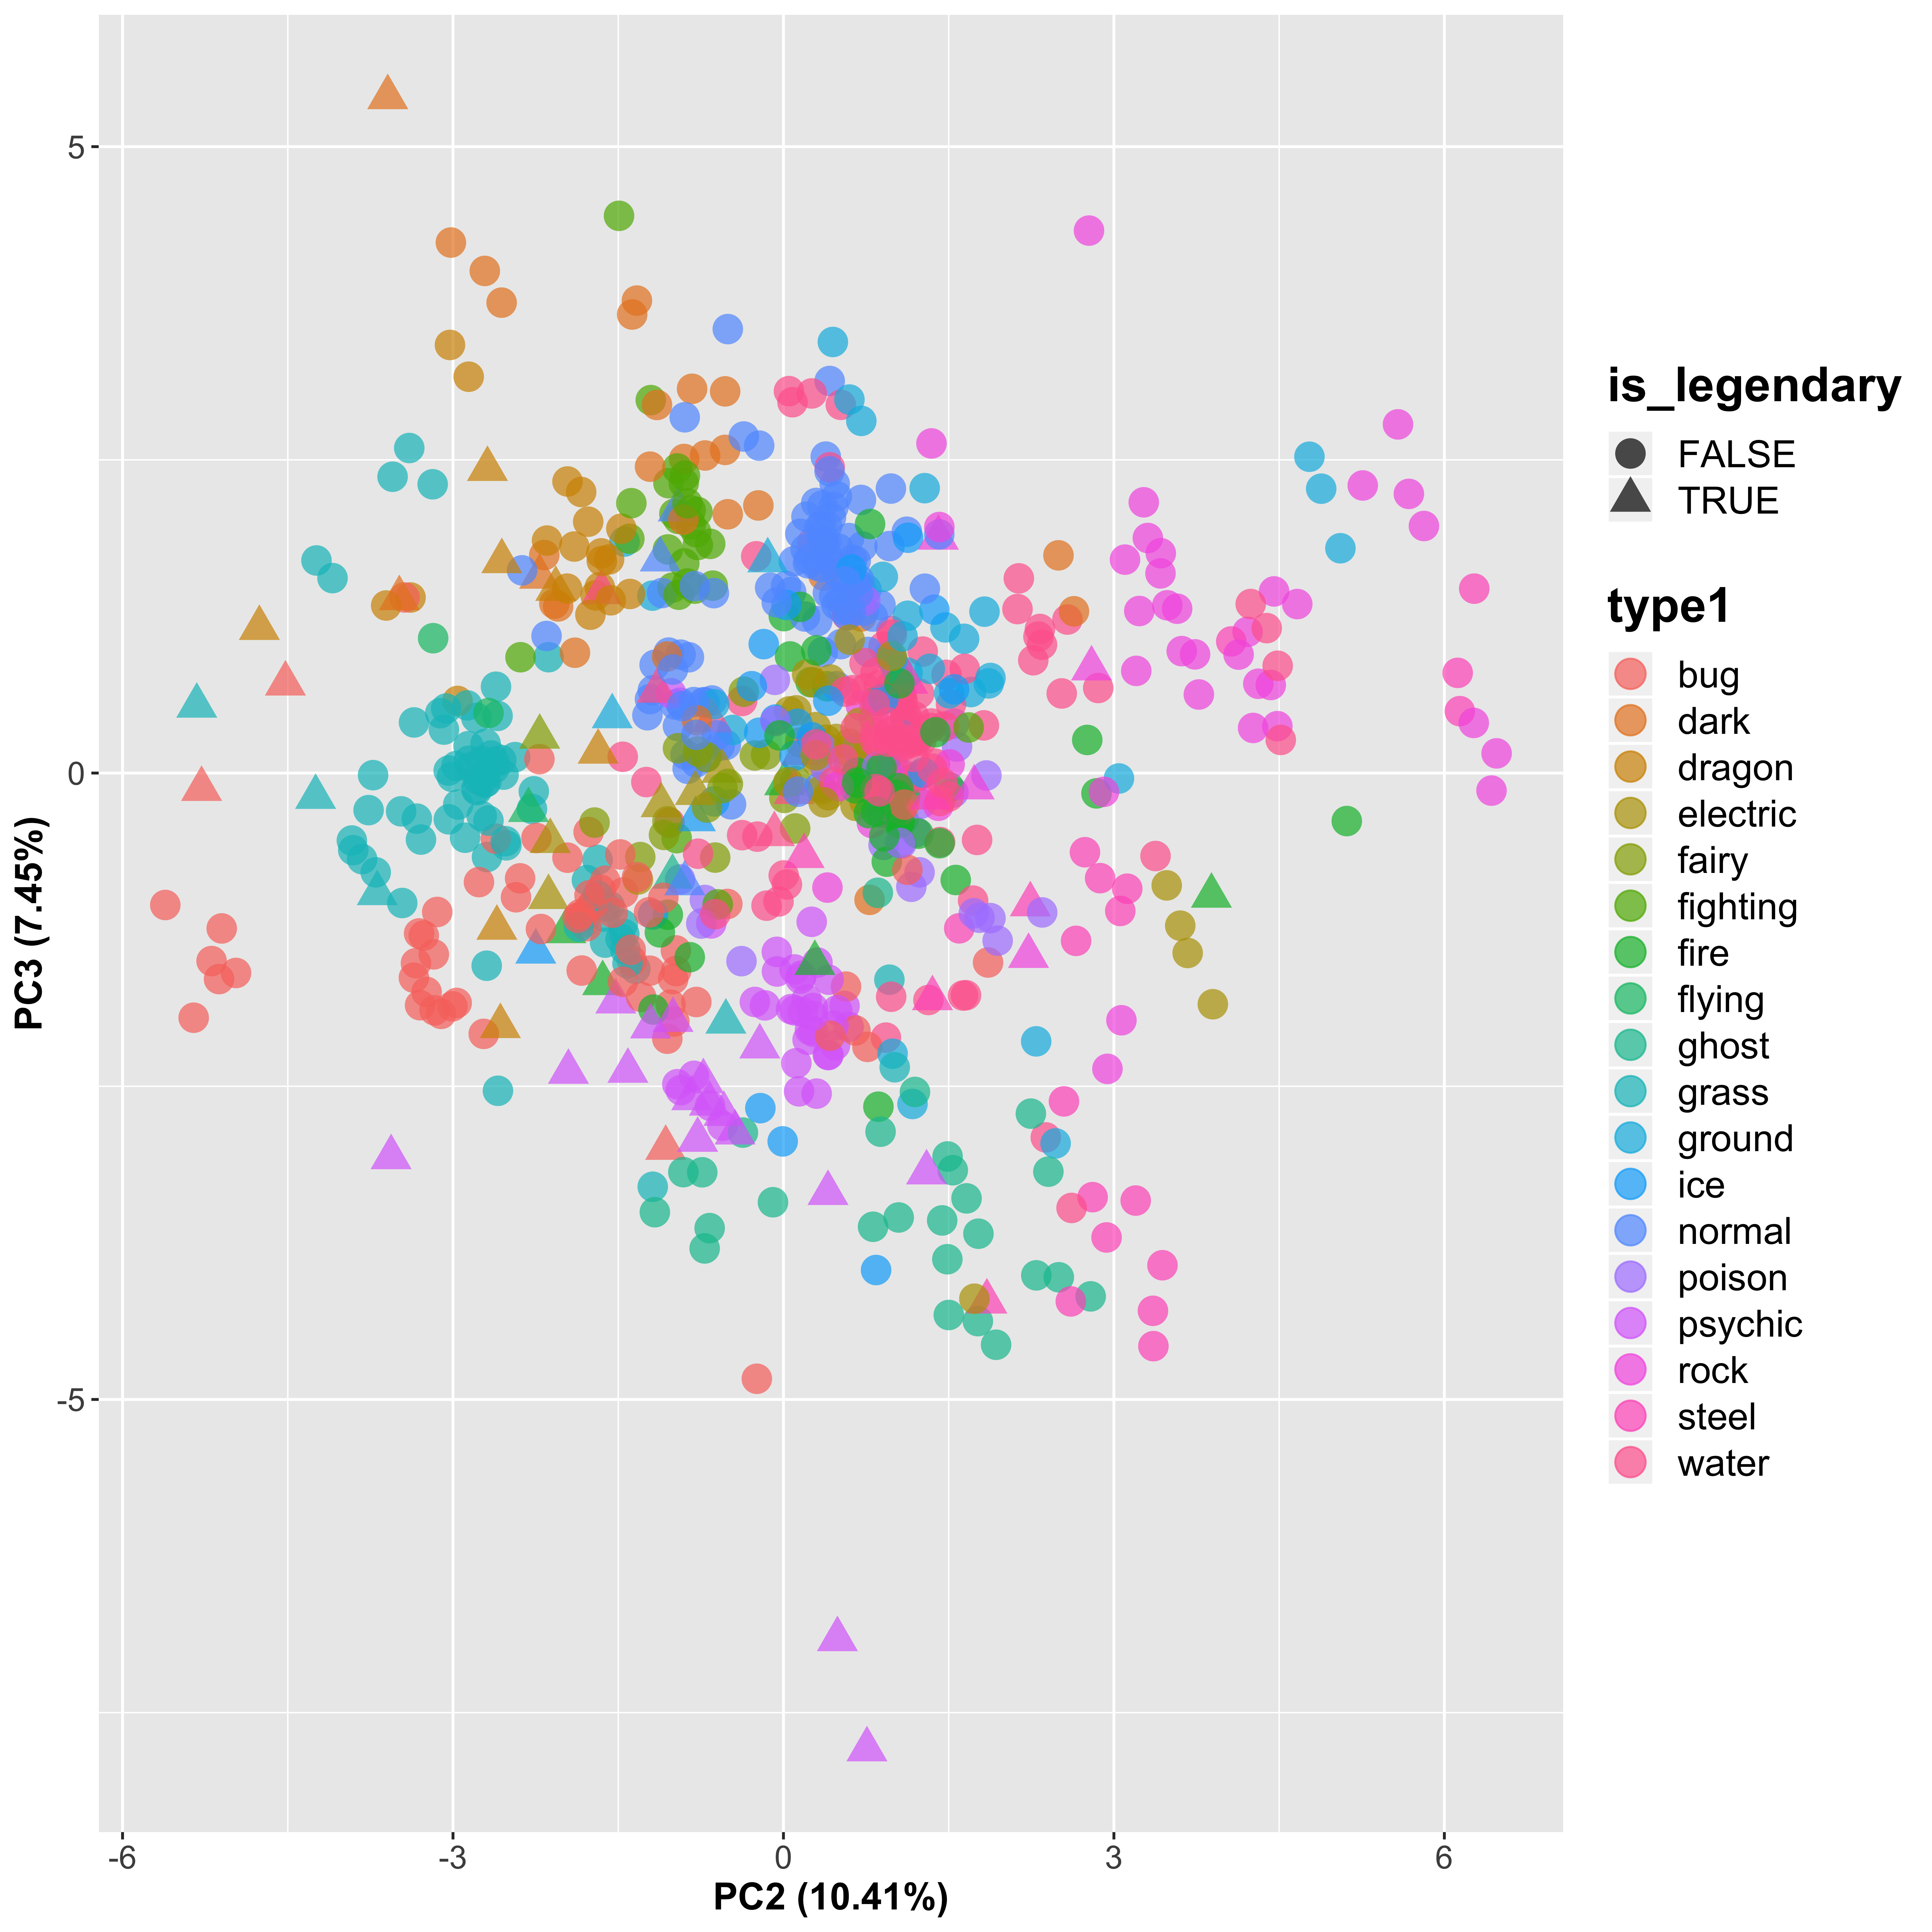 5
0
-5
-6
-3
0
3
6
PC2 (10.41%)
PC3 (7.45%)
is_legendary
FALSE
TRUE
type1
bug
dark
dragon
electric
fairy
fighting
fire
flying
ghost
grass
ground
ice
normal
poison
psychic
rock
steel
water